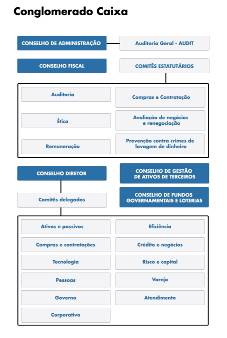 Conglomerado Caixa
CONSELHO DE ADMINISTRAÇÃO
Auditoria Geral - AUDIT
CONSELHO FISCAL
COMITÊS ESTATUTÁRIOS
Auditoria
Compras e Contratação
Ética
Avaliação de negócios
e renegociação
Remuneração
Prevenção contra crimes de
lavagem de dinheiro
CONSELHO DIRETOR
CONSELHO DE GESTÃO
DE ATIVOS DE TERCEIROS
Comitês delegados
CONSELHO DE FUNDOS
GOVERNAMENTAIS E LOTERIAS
Ativos e passivos
Eficiência
Compras e contratações
Crédito e negócios
Tecnologia
Risco e capital
Pessoas
Varejo
Governo
Atendimento
Corporativo